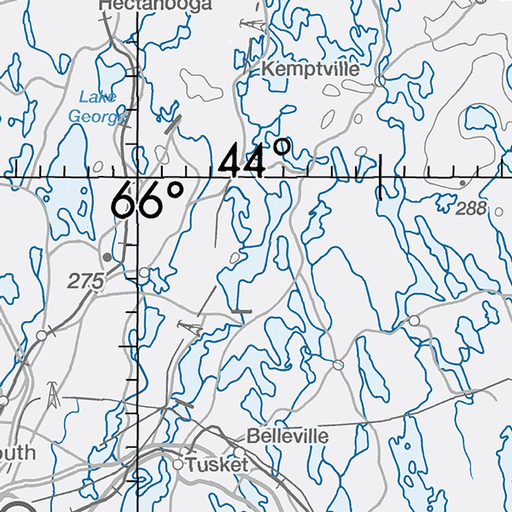 Hectanooga
Kemptville
Lake
George
44°
66°
288
275
Belleville
outh
Tusket